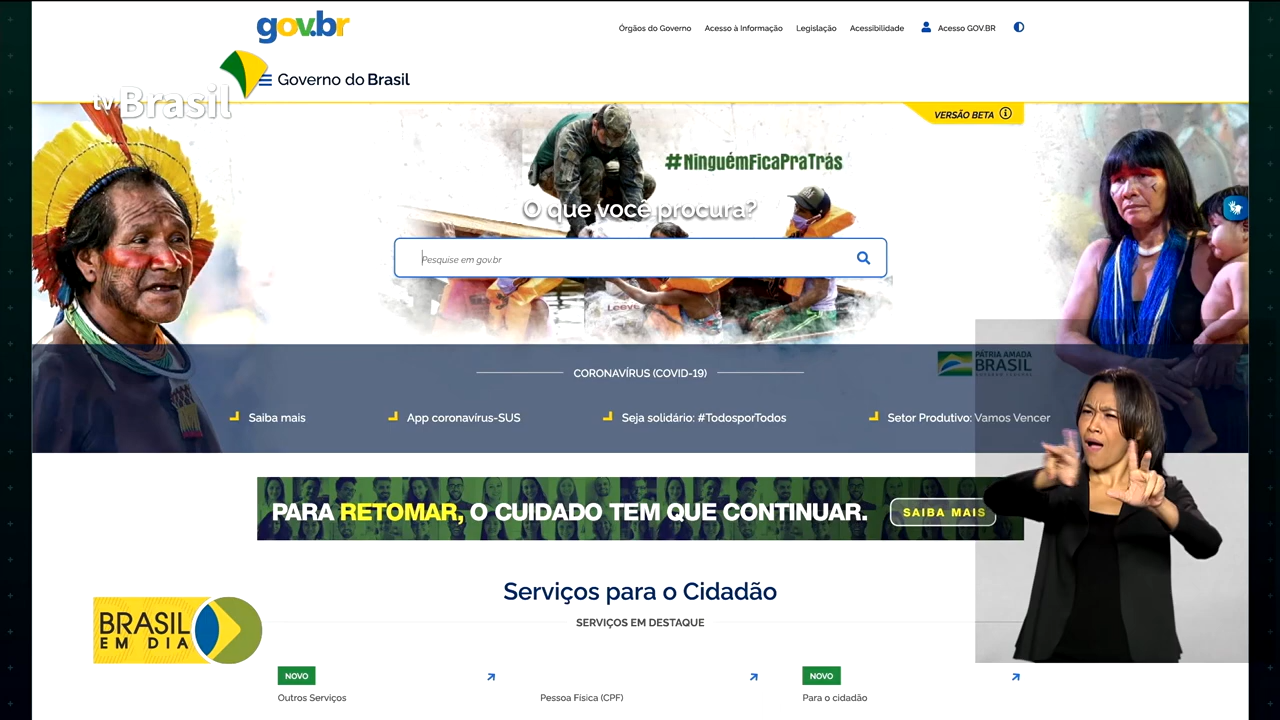 gov.br
Órgãos do Governo Acesso à Informação Legislação Acessibilidade Acesso GOV.BR
Governo do Brasil
tv Brasil
VERSÃO BETA
#NinguémFicaPraTrás
O que você procura?
Pesquise em gov.br
PÁTRIA AMADA
BRASIL
CORONAVÍRUS (COVID-19)
Saiba mais App coronavírus-SUS Seja solidário: #TodosporTodos Setor Produtivo: Vamos Vencer
PARA RETOMAR, O CUIDADO TEM QUE CONTINUAR. SAIBA MAIS
Serviços para o Cidadão
SERVIÇOS EM DESTAQUE
BRASIL
EM DIA
NOVO NOVO
Outros Serviços Pessoa Física (CPF) Para o cidadão